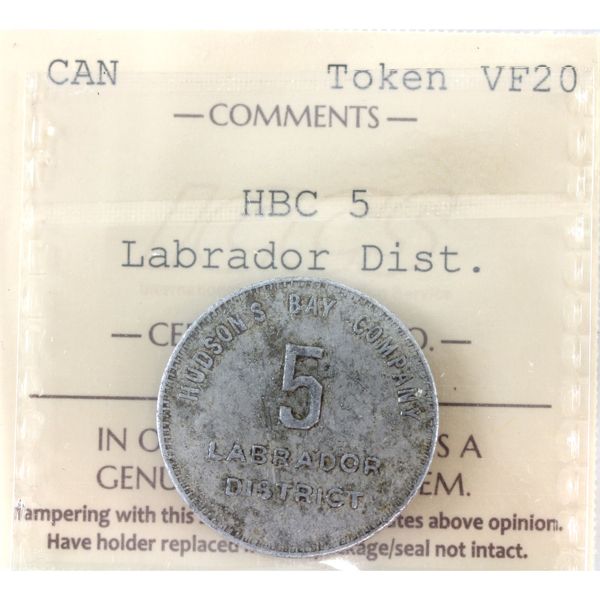 CAN Token VF20
— COMMENTS —
HBC 5
Labrador Dist.
HUDSON'S BAY COMPANY
5
LABRADOR
DISTRICT
— CE O. —
IN O S A
GENU EM.
ampering with this tes above opinion.
Have holder replaced kage/seal not intact.